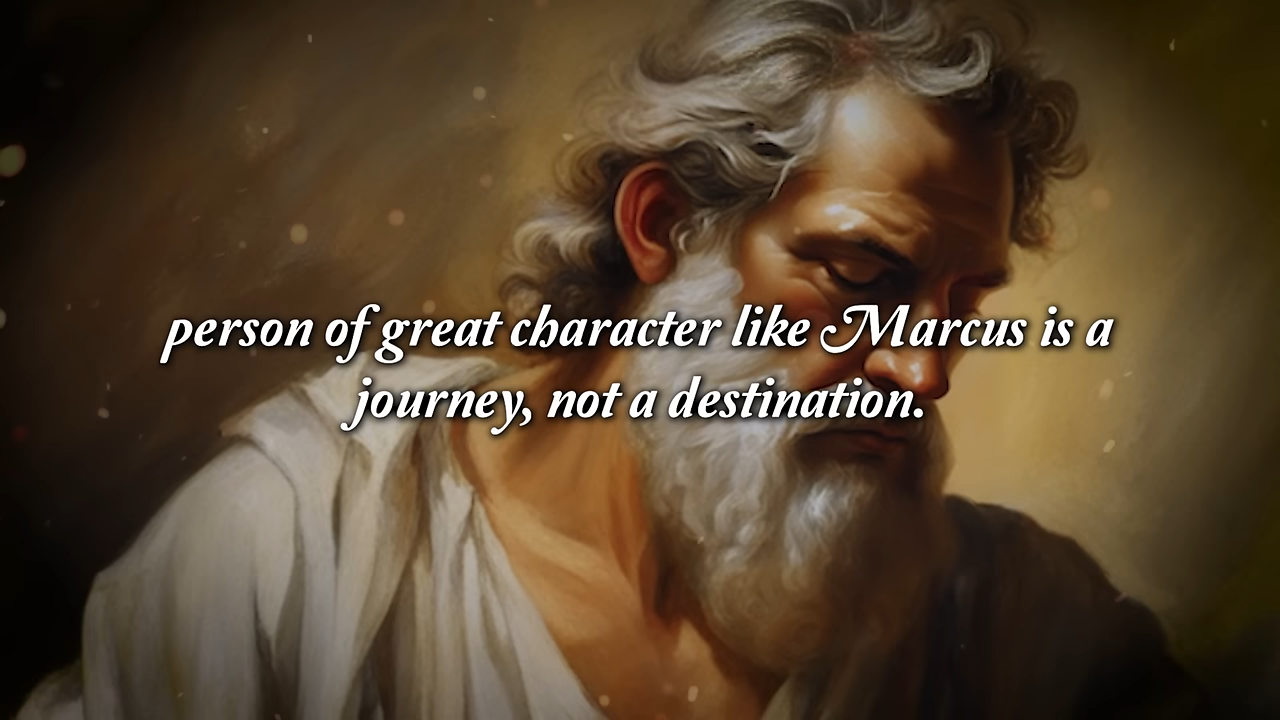 person of great character like Marcus is a
journey, not a destination.